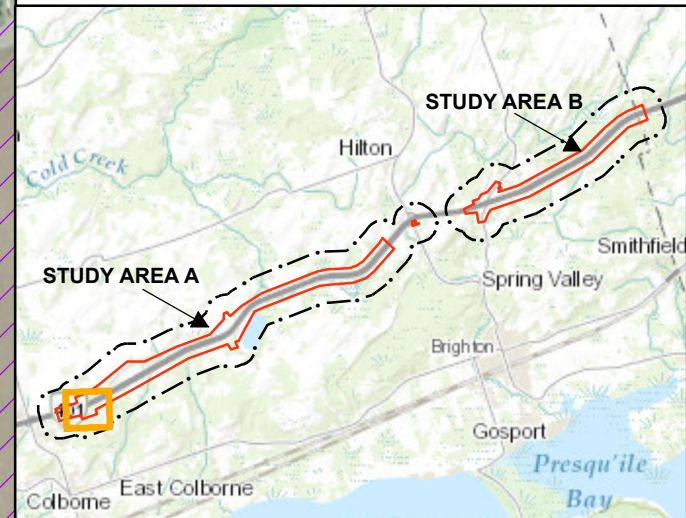 STUDY AREA B
Hilton
Cold Creek
Smithfield
STUDY AREA A
Spring Valley
Brighton
Gosport
Presqu'ile
Bay
East Colborne
Colborne